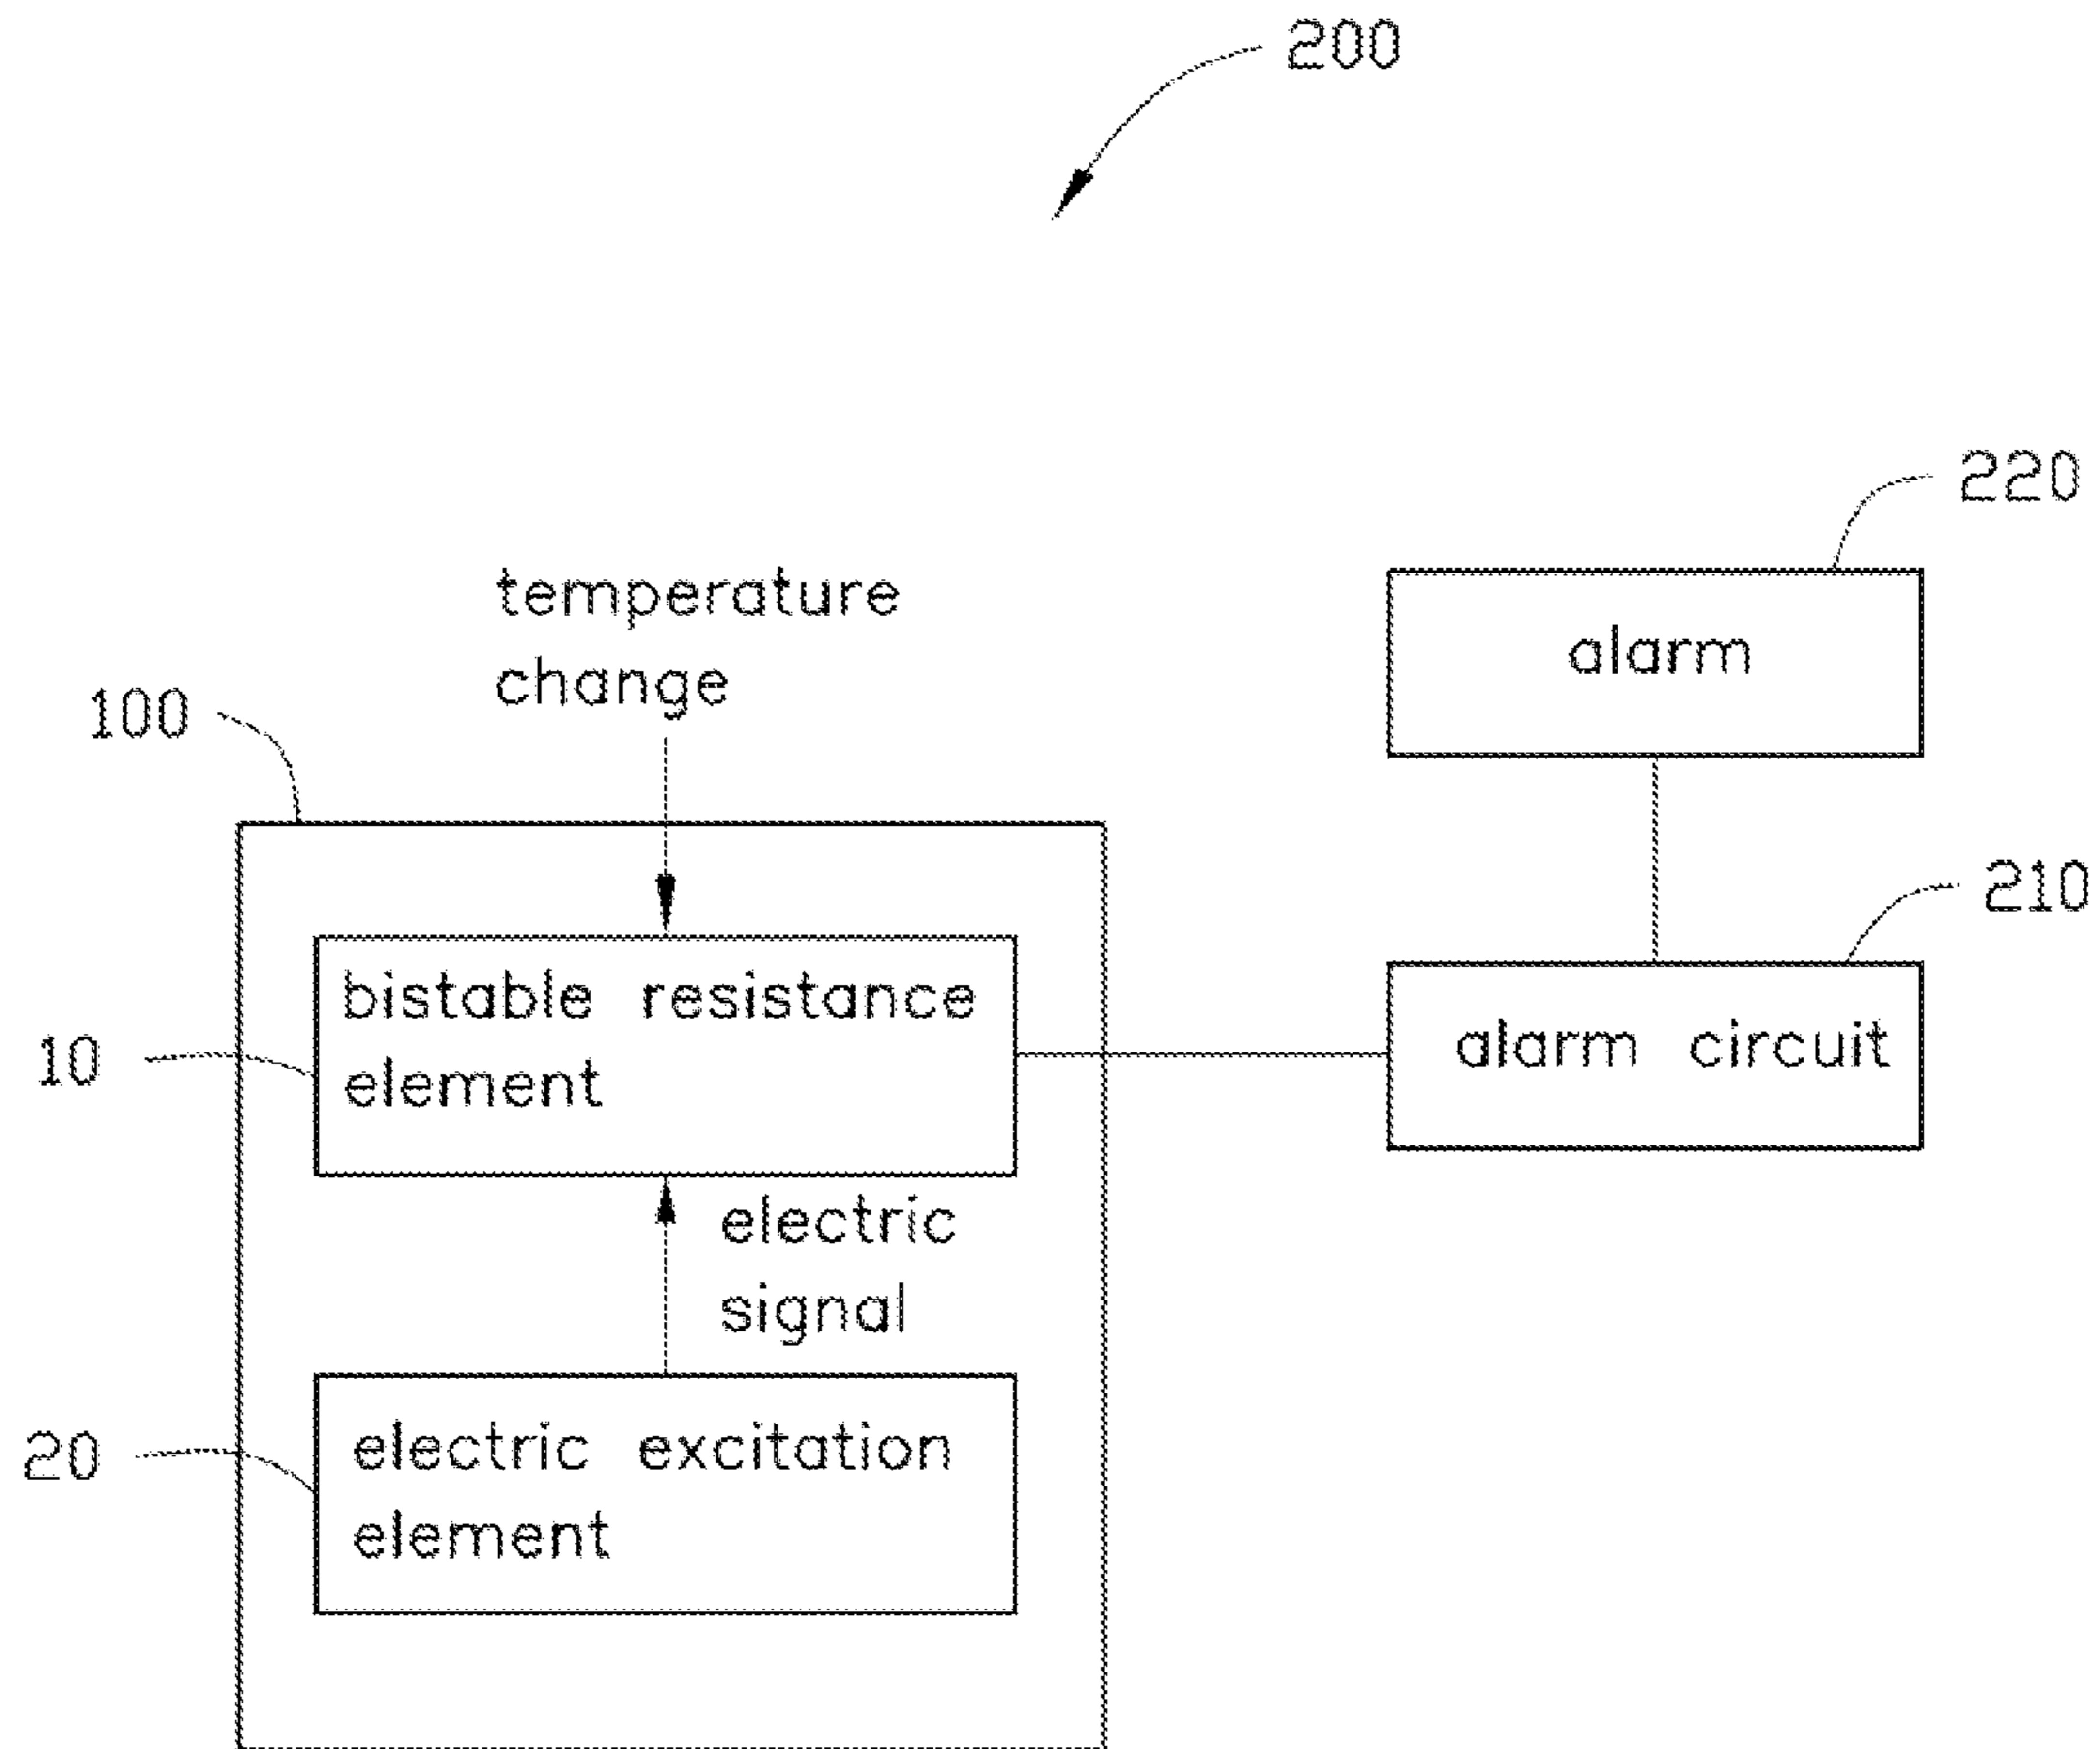 200
220
temperature
change
alarm
100
210
bistable resistance
element
10
alarm circuit
electric
signal
20
electric excitation
element